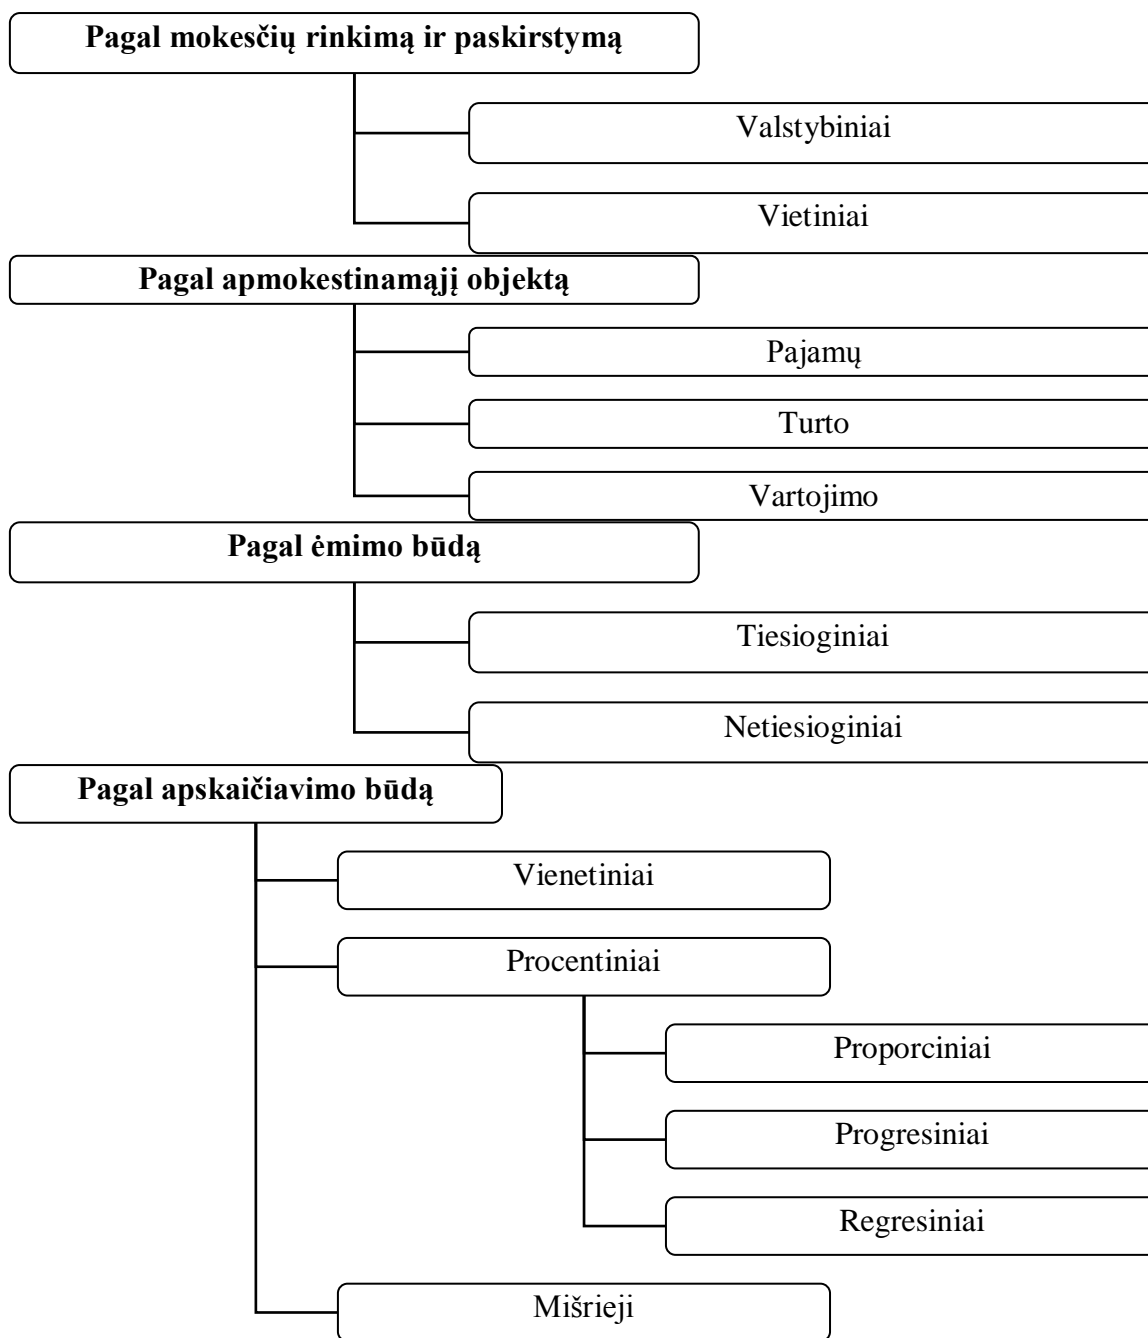 Pagal mokesčių rinkimą ir paskirstymą
Valstybiniai
Vietiniai
Pagal apmokestinamąjį objektą
Pajamų
Turto
Vartojimo
Pagal ėmimo būdą
Tiesioginiai
Netiesioginiai
Pagal apskaičiavimo būdą
Vienetiniai
Procentiniai
Proporciniai
Progresiniai
Regresiniai
Mišrieji